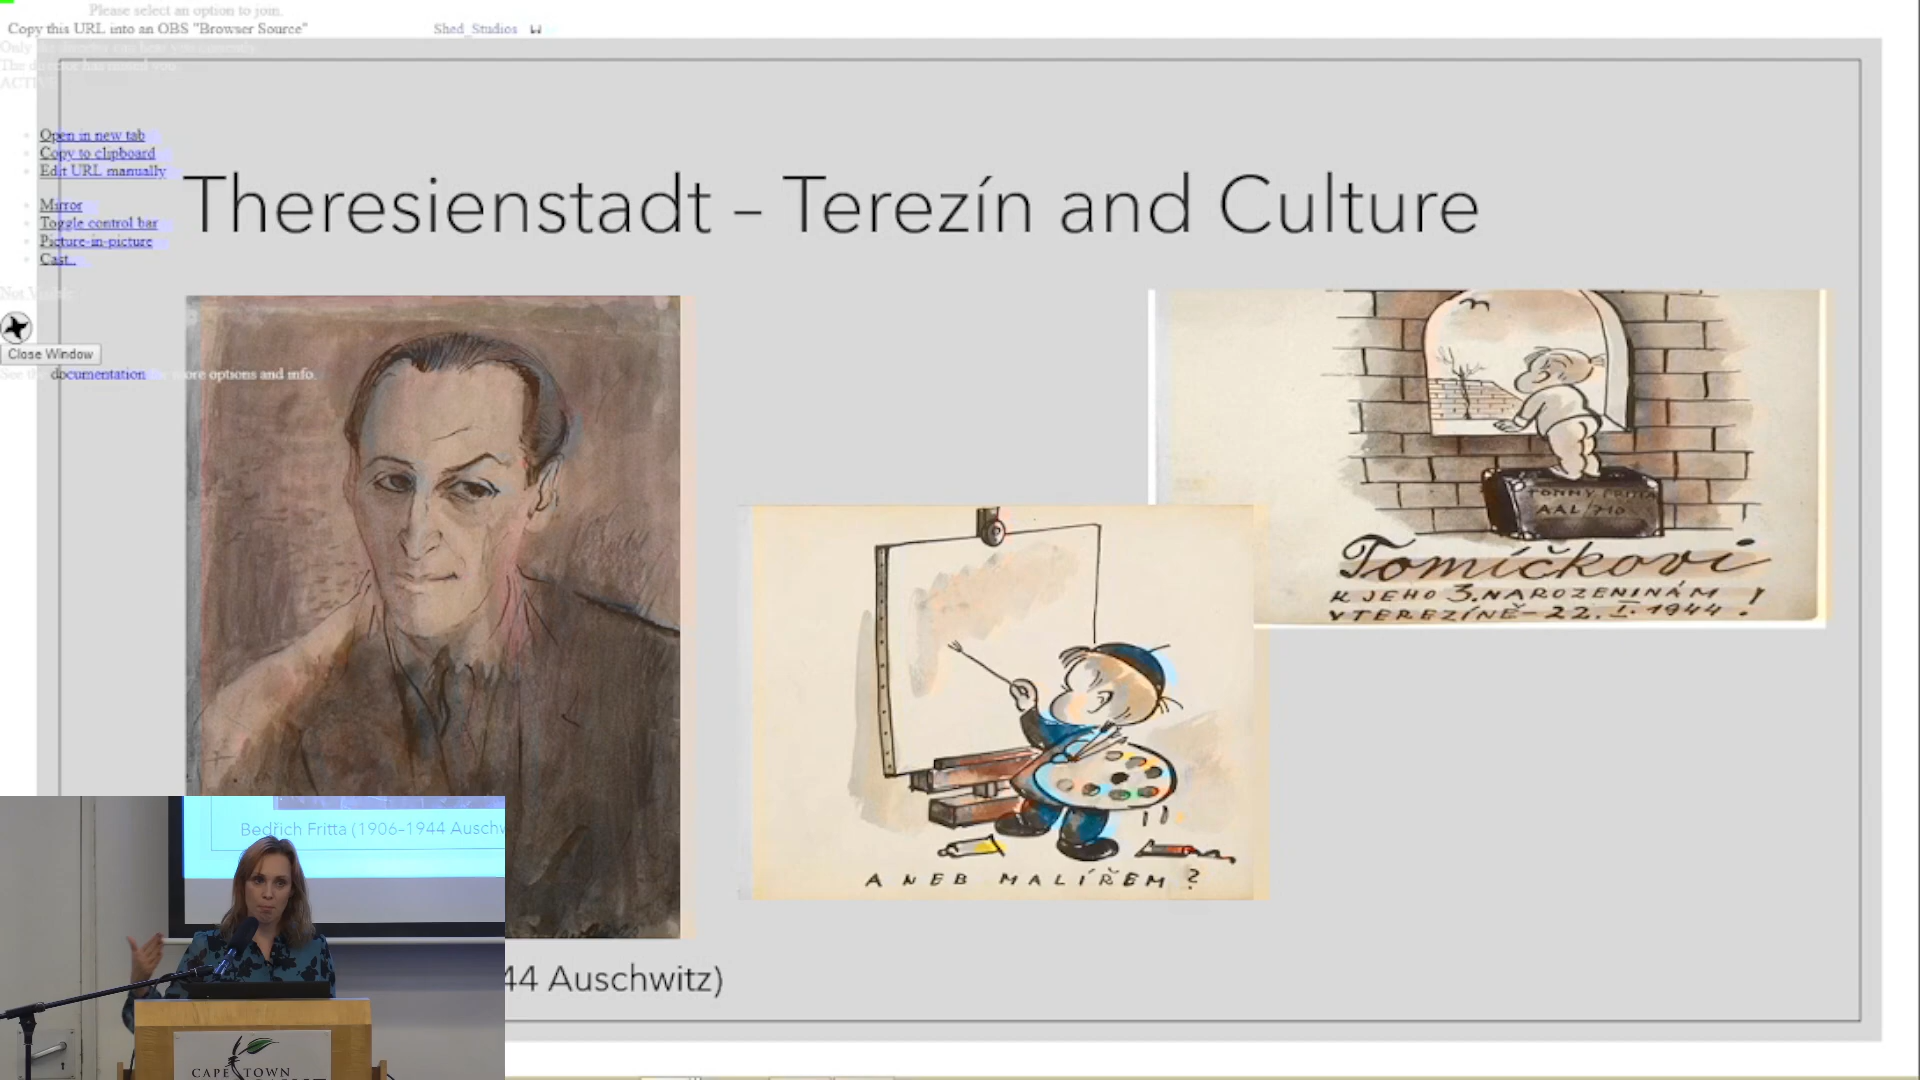 Please select an option to join.
Copy this URL into an OBS "Browser Source"
Shed_Studios
Open in new tab
Copy to clipboard
Edit URL manually
Mirror
Toggle control bar
Picture-in-picture
Cast..
Close Window
documentation
more options and info.
Theresienstadt – Terezín and Culture
TOMMY FRITTA
AAL/710
Tomíčkovi
K JEHO 3. NAROZENINÁM
V TEREZÍNĚ – 22. I. 1944 !
ANEB MALÍŘEM ?
44 Auschwitz)
Bedřich Fritta (1906–1944 Auschw
CAPE TOWN